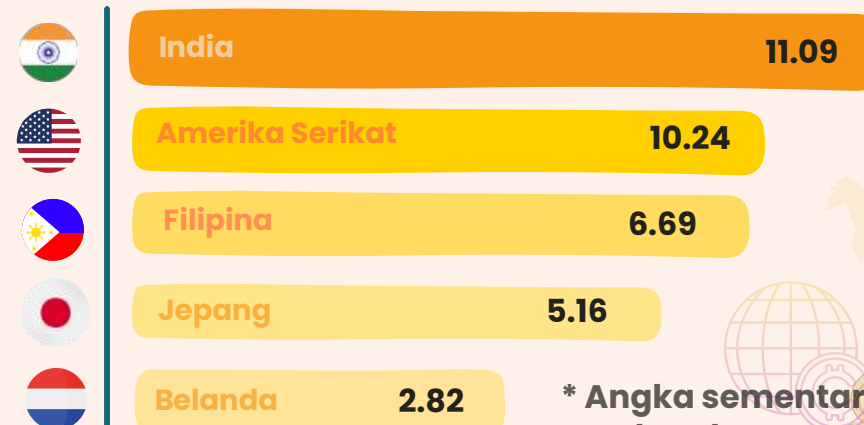 India 11.09
Amerika Serikat 10.24
Filipina 6.69
Jepang 5.16
Belanda 2.82
* Angka sementar